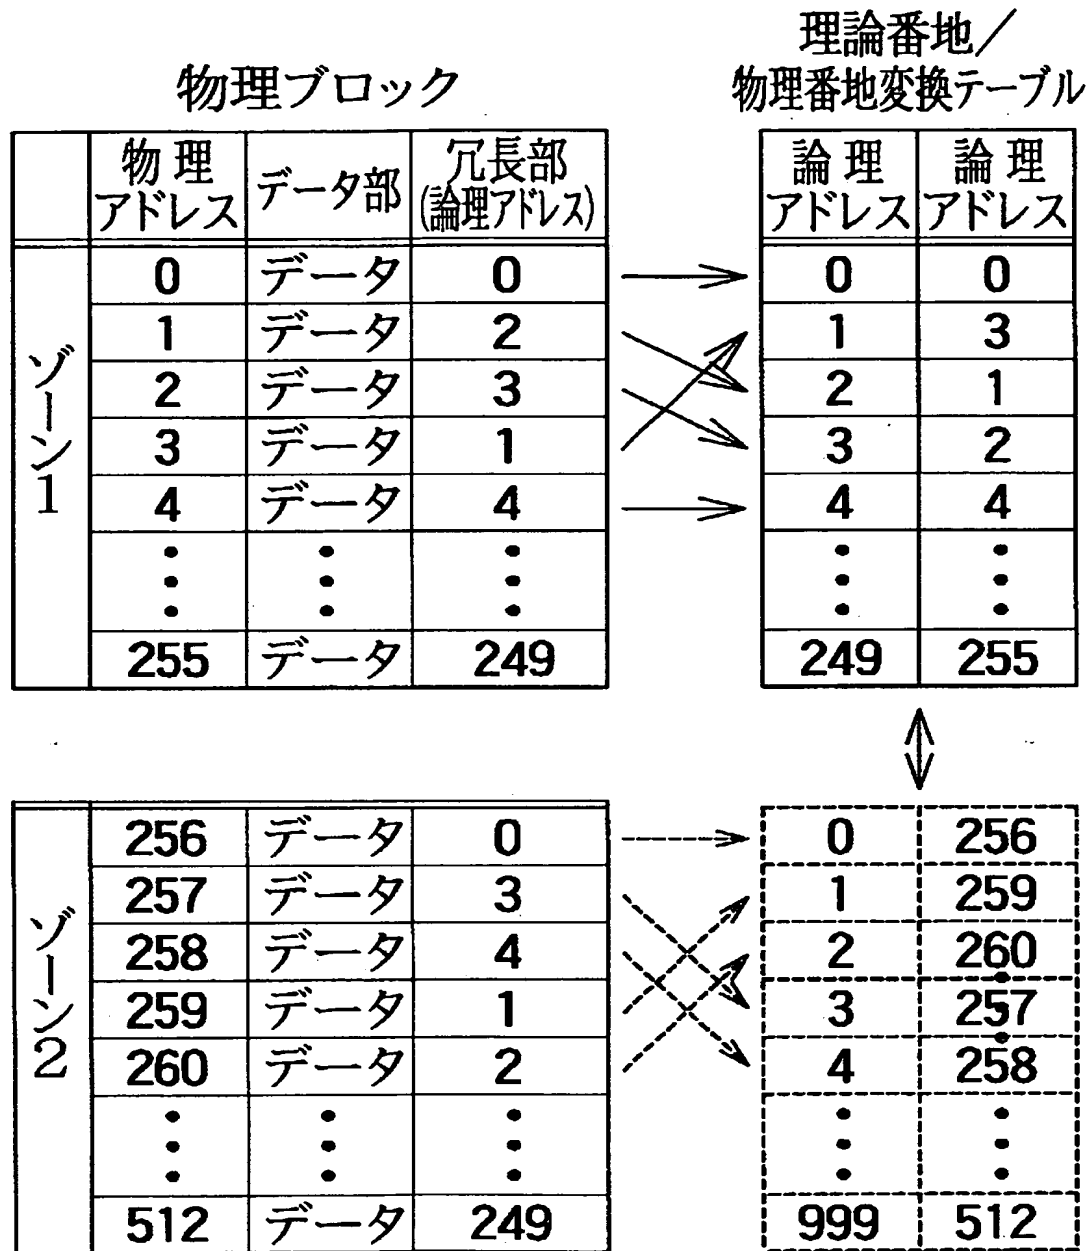 物理ブロック
理論番地/
物理番地変換テーブル
物理
アドレス
データ部
冗長部
(論理アドレス)
ゾーン1
0 データ 0
1 データ 2
2 データ 3
3 データ 1
4 データ 4
255 データ 249
論理
アドレス
論理
アドレス
0 0
1 3
2 1
3 2
4 4
249 255
ゾーン2
256 データ 0
257 データ 3
258 データ 4
259 データ 1
260 データ 2
512 データ 249
0 256
1 259
2 260
3 257
4 258
999 512